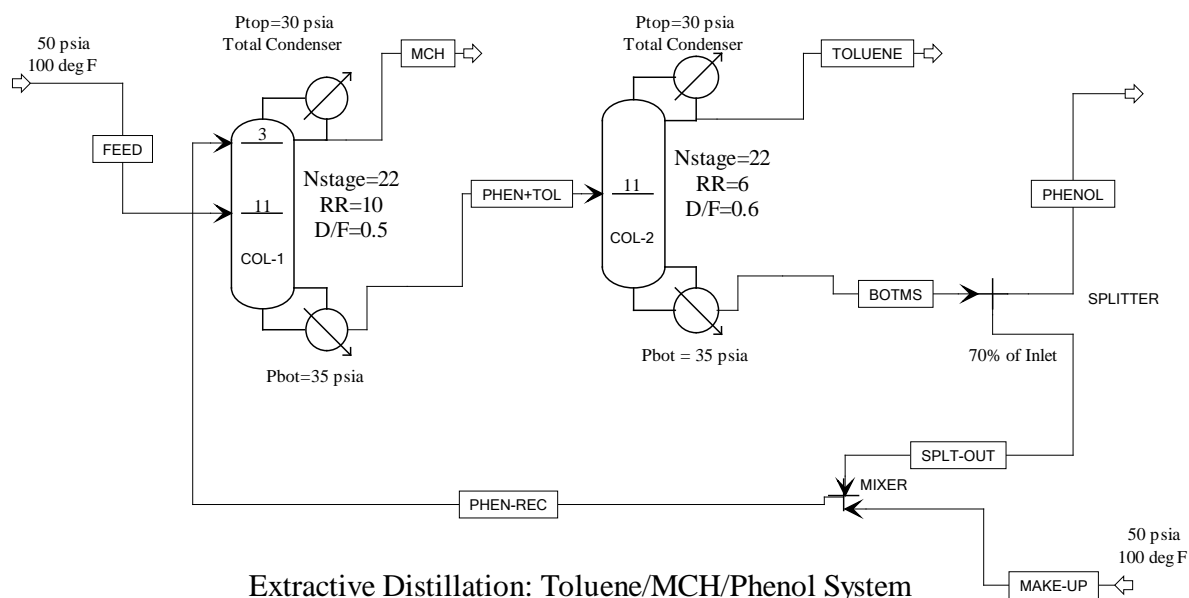 Ptop=30 psia
Total Condenser
Ptop=30 psia
Total Condenser
50 psia
100 deg F
MCH
TOLUENE
FEED
3
11
COL-1
Nstage=22
RR=10
D/F=0.5
PHEN+TOL
11
COL-2
Nstage=22
RR=6
D/F=0.6
PHENOL
BOTMS
SPLITTER
Pbot=35 psia
Pbot = 35 psia
70% of Inlet
SPLT-OUT
MIXER
PHEN-REC
50 psia
100 deg F
MAKE-UP
Extractive Distillation: Toluene/MCH/Phenol System